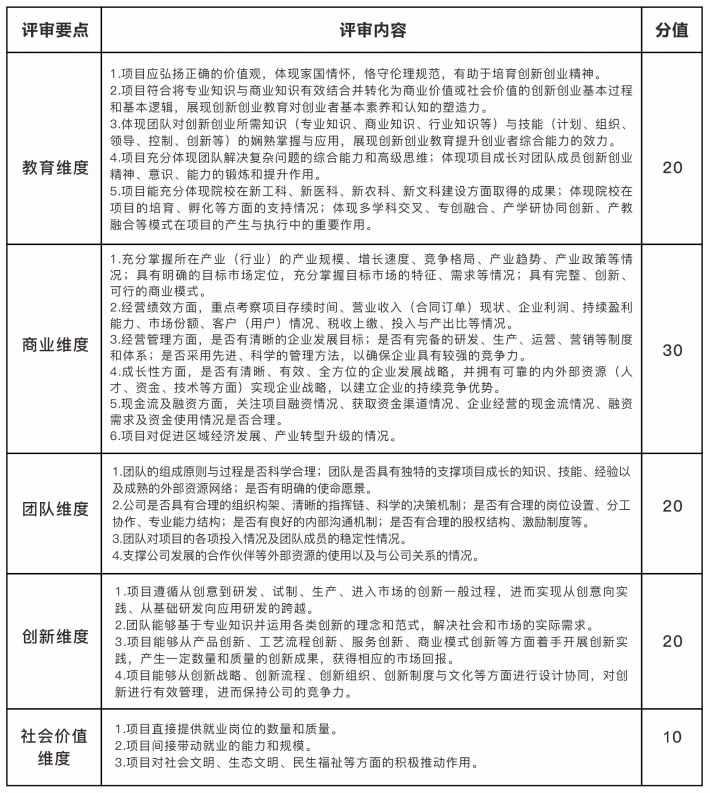 评审要点 评审内容 分值
1.项目应弘扬正确的价值观，体现家国情怀，恪守伦理规范，有助于培育创新创业精神。
2.项目符合将专业知识与商业知识有效结合并转化为商业价值或社会价值的创新创业基本过程
和基本逻辑，展现创新创业教育对创业者基本素养和认知的塑造力。
3.体现团队对创新创业所需知识（专业知识、商业知识、行业知识等）与技能（计划、组织、
领导、控制、创新等）的娴熟掌握与应用，展现创新创业教育提升创业者综合能力的效力。
教育维度
4.项目充分体现团队解决复杂问题的综合能力和高级思维；体现项目成长对团队成员创新创业
精神、意识、能力的锻炼和提升作用。
5.项目能充分体现院校在新工科、新医科、新农科、新文科建设方面取得的成果；体现院校在
项目的培育、孵化等方面的支持情况；体现多学科交叉、专创融合、产学研协同创新、产教
融合等模式在项目的产生与执行中的重要作用。
20
1.充分掌握所在产业（行业）的产业规模、增长速度、竞争格局、产业趋势、产业政策等情
况；具有明确的目标市场定位，充分掌握目标市场的特征、需求等情况；具有完整、创新、
可行的商业模式。
2.经营绩效方面，重点考察项目存续时间、营业收入（合同订单）现状、企业利润、持续盈利
能力、市场份额、客户（用户）情况、税收上缴、投入与产出比等情况。
3.经营管理方面，是否有清晰的企业发展目标；是否有完备的研发、生产、运营、营销等制度
和体系；是否采用先进、科学的管理方法，以确保企业具有较强的竞争力。
商业维度
4.成长性方面，是否有清晰、有效、全方位的企业发展战略，并拥有可靠的内外部资源（人
才、资金、技术等方面）实现企业战略，以建立企业的持续竞争优势。
5.现金流及融资方面，关注项目融资情况、获取资金渠道情况、企业经营的现金流情况、融资
需求及资金使用情况是否合理。
6.项目对促进区域经济发展、产业转型升级的情况。
30
1.团队的组成原则与过程是否科学合理；团队是否具有独特的支撑项目成长的知识、技能、经验以
及成熟的外部资源网络；是否有明确的使命愿景。
2.公司是否具有合理的组织构架、清晰的指挥链、科学的决策机制；是否有合理的岗位设置、分工
协作、专业能力结构；是否有良好的内部沟通机制；是否有合理的股权结构、激励制度等。
团队维度
3.团队对项目的各项投入情况及团队成员的稳定性情况。
4.支撑公司发展的合作伙伴等外部资源的使用以及与公司关系的情况。
20
1.项目遵循从创意到研发、试制、生产、进入市场的创新一般过程，进而实现从创意向实
践、从基础研发向应用研发的跨越。
2.团队能够基于专业知识并运用各类创新的理念和范式，解决社会和市场的实际需求。
3.项目能够从产品创新、工艺流程创新、服务创新、商业模式创新等方面着手开展创新实
践，产生一定数量和质量的创新成果，获得相应的市场回报。
创新维度
4.项目能够从创新战略、创新流程、创新组织、创新制度与文化等方面进行设计协同，对创
新进行有效管理，进而保持公司的竞争力。
20
社会价值
维度
1.项目直接提供就业岗位的数量和质量。
2.项目间接带动就业的能力和规模。
3.项目对社会文明、生态文明、民生福祉等方面的积极推动作用。
10